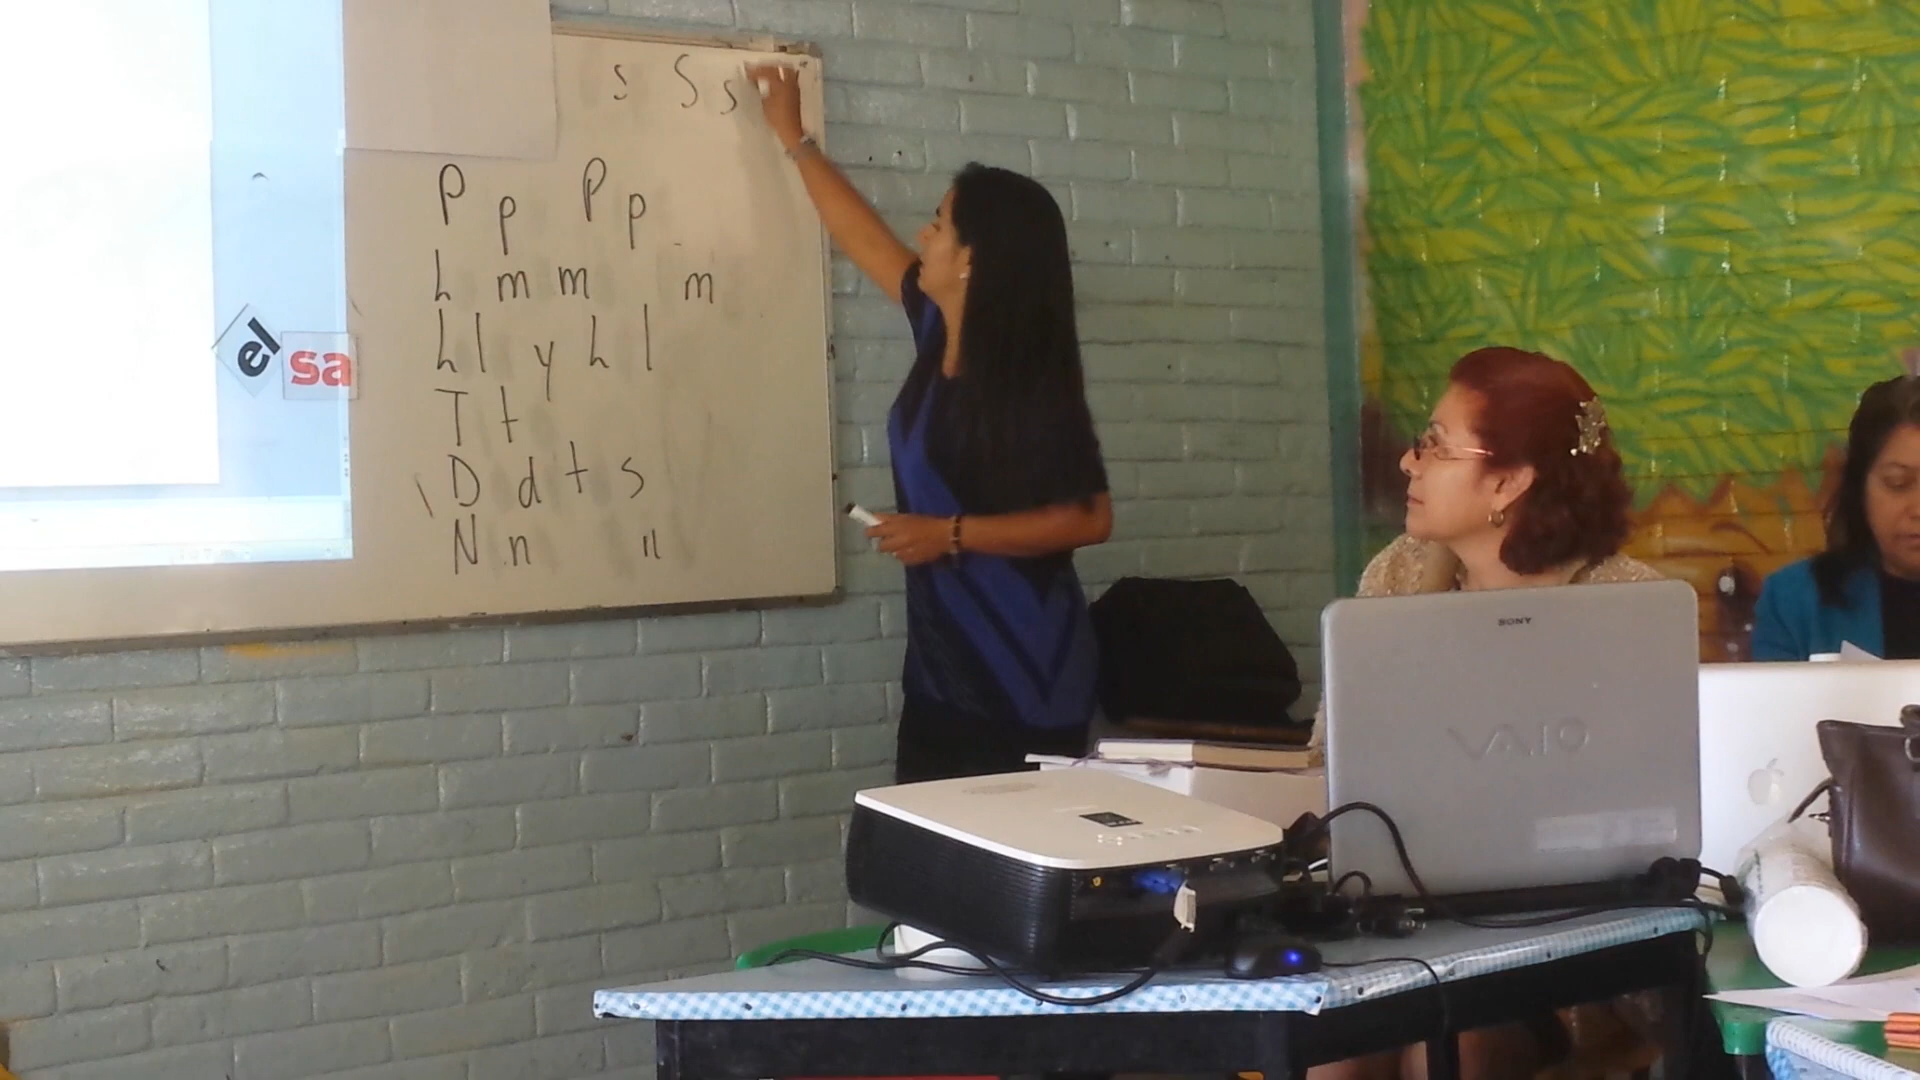 s S s
P p P p
h m m m
h l y h l
T t
D d t s
N n n
el
sa
SONY
VAIO